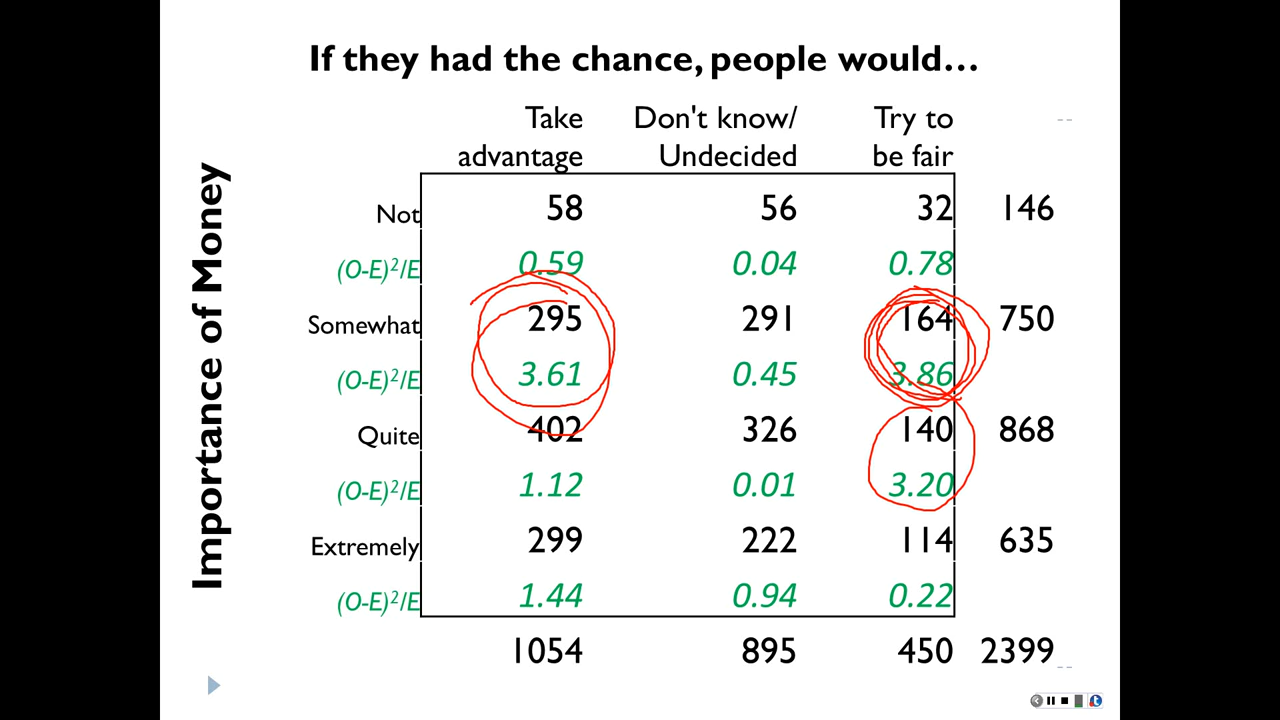 If they had the chance, people would…
Take advantage Don't know/ Undecided Try to be fair
Importance of Money
Not 58 56 32 146
(O-E)²/E 0.59 0.04 0.78
Somewhat 295 291 164 750
(O-E)²/E 3.61 0.45 3.86
Quite 402 326 140 868
(O-E)²/E 1.12 0.01 3.20
Extremely 299 222 114 635
(O-E)²/E 1.44 0.94 0.22
1054 895 450 2399